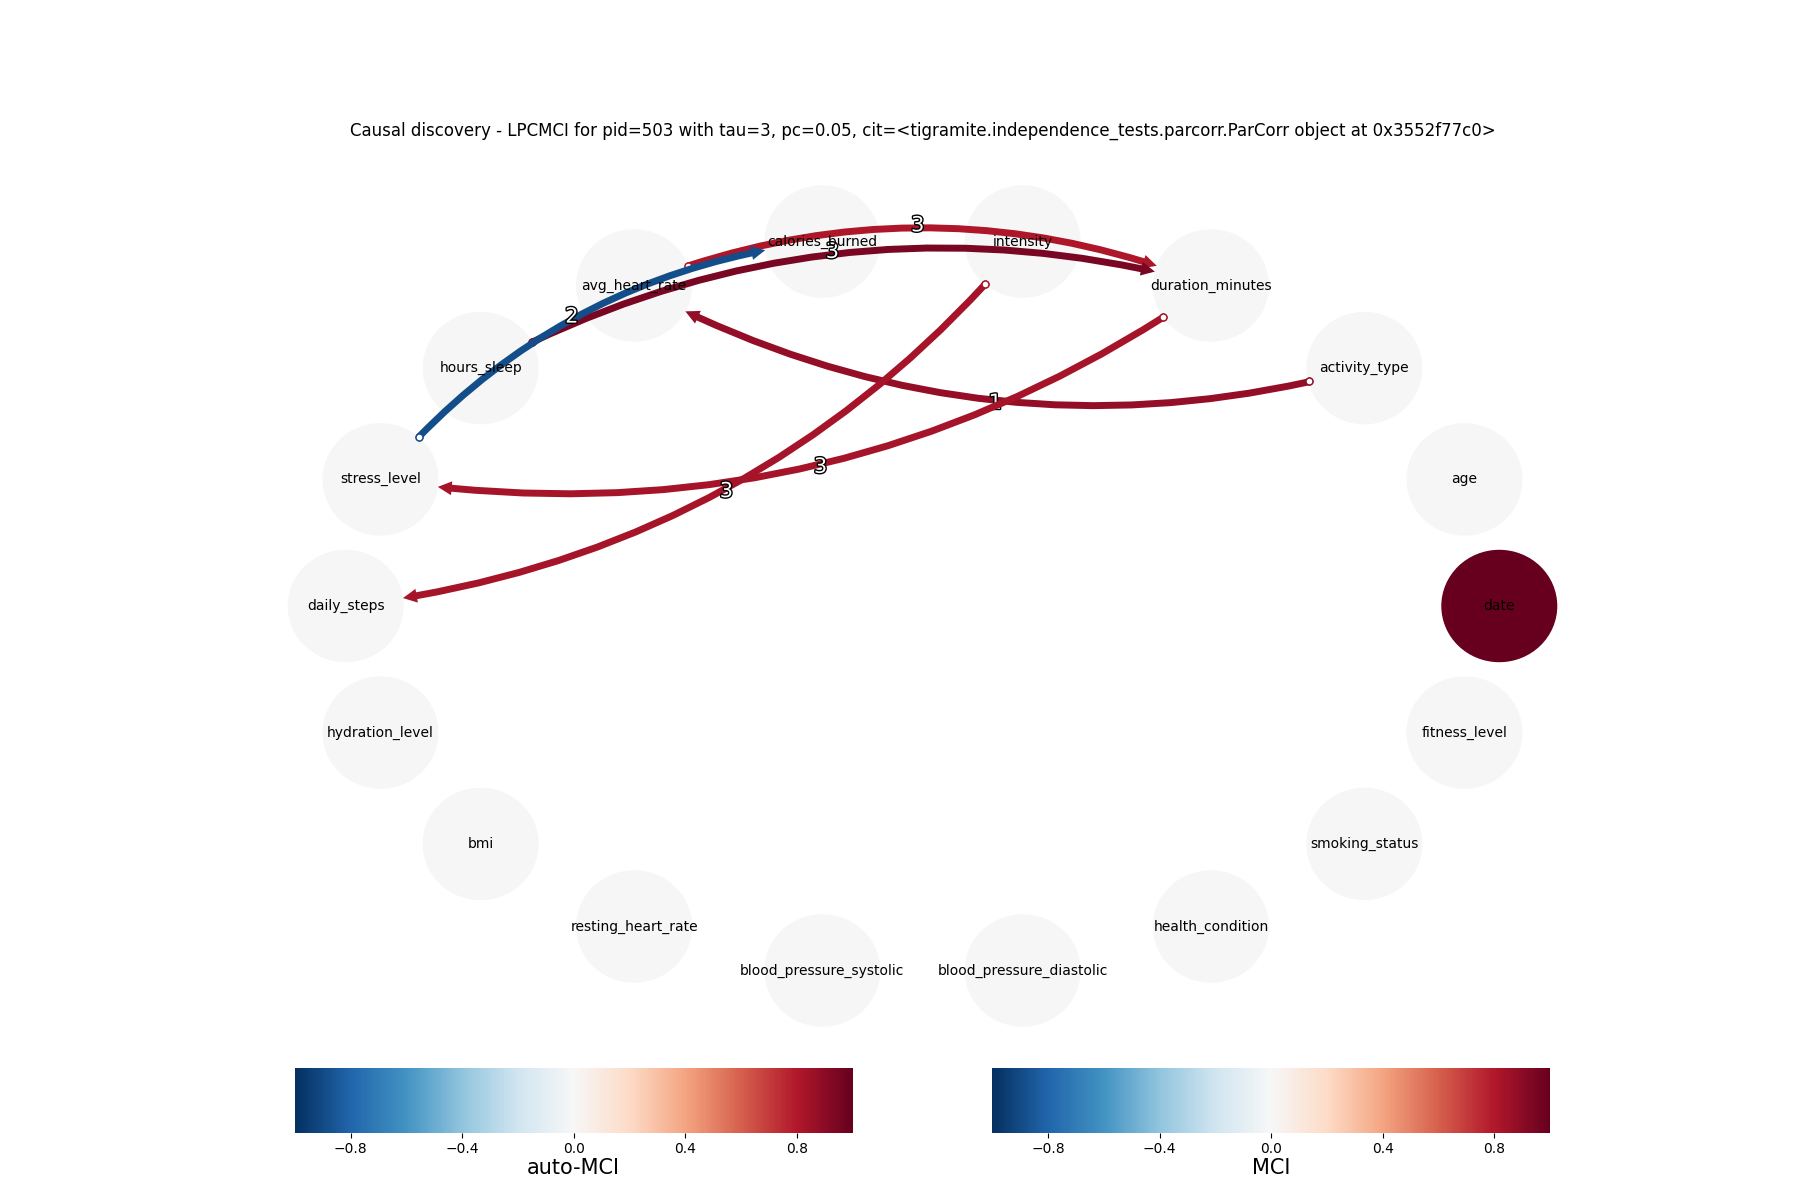 Causal discovery - LPCMCI for pid=503 with tau=3, pc=0.05, cit=<tigramite.independence_tests.parcorr.ParCorr object at 0x3552f77c0>
3
calories_burned
intensity
3
avg_heart_rate
duration_minutes
2
hours_sleep
activity_type
1
3
stress_level
age
3
daily_steps
date
hydration_level
fitness_level
bmi
smoking_status
resting_heart_rate
health_condition
blood_pressure_systolic
blood_pressure_diastolic
−0.8 −0.4 0.0 0.4 0.8
auto-MCI
−0.8 −0.4 0.0 0.4 0.8
MCI